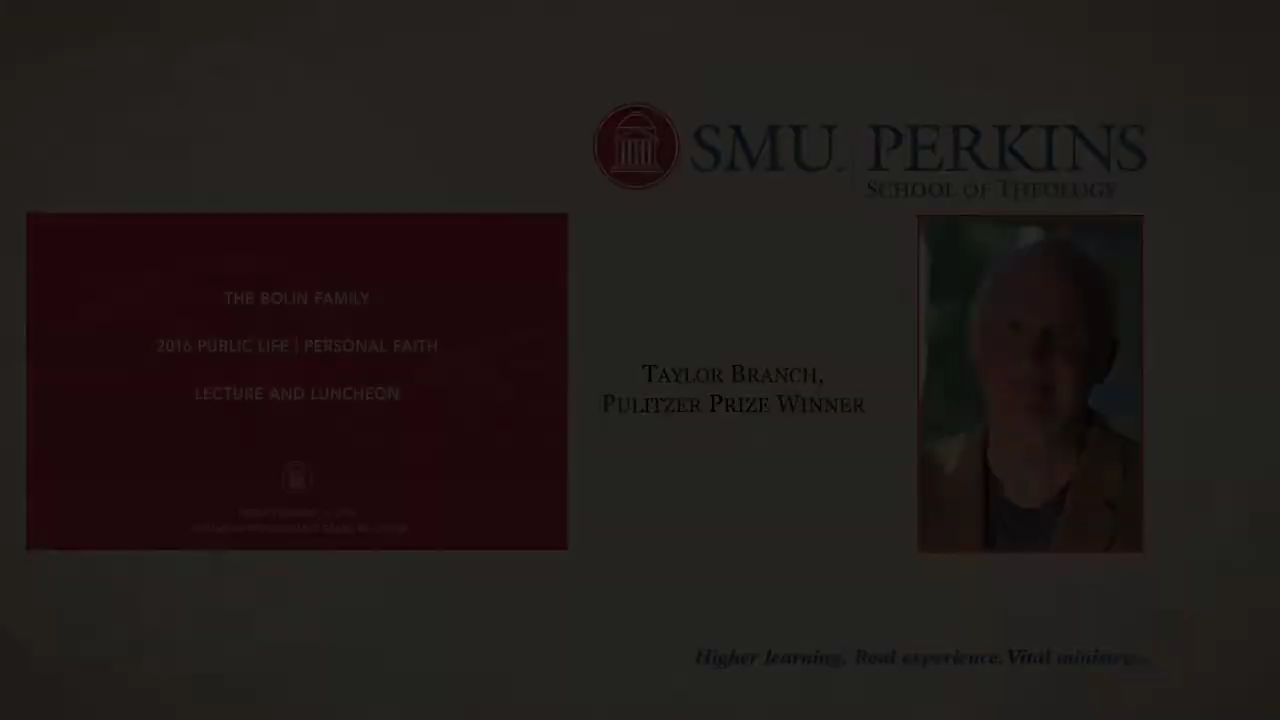 SMU. PERKINS
SCHOOL OF THEOLOGY
THE BOLIN FAMILY
2016 PUBLIC LIFE | PERSONAL FAITH
LECTURE AND LUNCHEON
TAYLOR BRANCH,
PULITZER PRIZE WINNER
Higher learning. Real experience. Vital ministry.